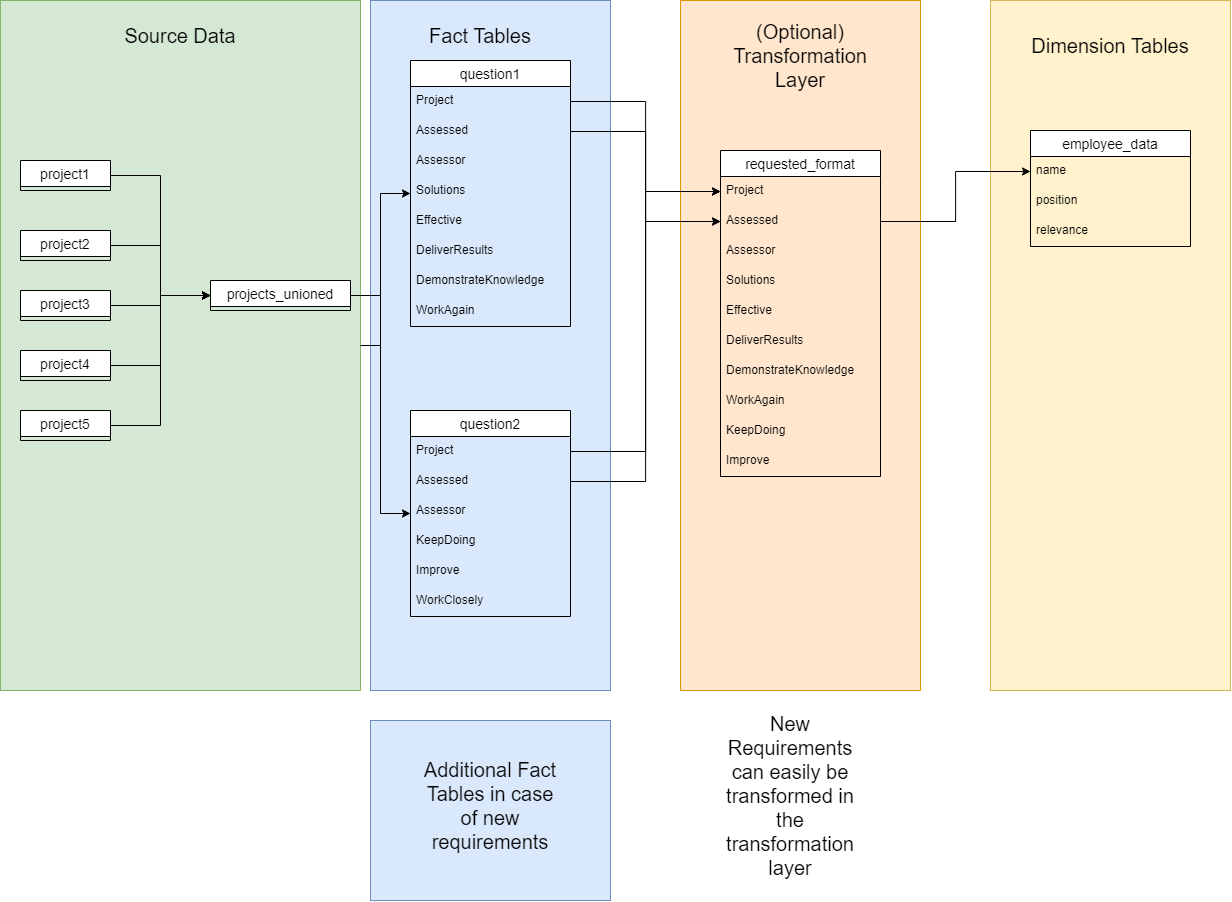 Source Data
project1
project2
project3
project4
project5
projects_unioned
Fact Tables
question1
Project
Assessed
Assessor
Solutions
Effective
DeliverResults
DemonstrateKnowledge
WorkAgain
question2
Project
Assessed
Assessor
KeepDoing
Improve
WorkClosely
Additional Fact
Tables in case
of new
requirements
(Optional)
Transformation
Layer
requested_format
Project
Assessed
Assessor
Solutions
Effective
DeliverResults
DemonstrateKnowledge
WorkAgain
KeepDoing
Improve
New
Requirements
can easily be
transformed in
the
transformation
layer
Dimension Tables
employee_data
name
position
relevance